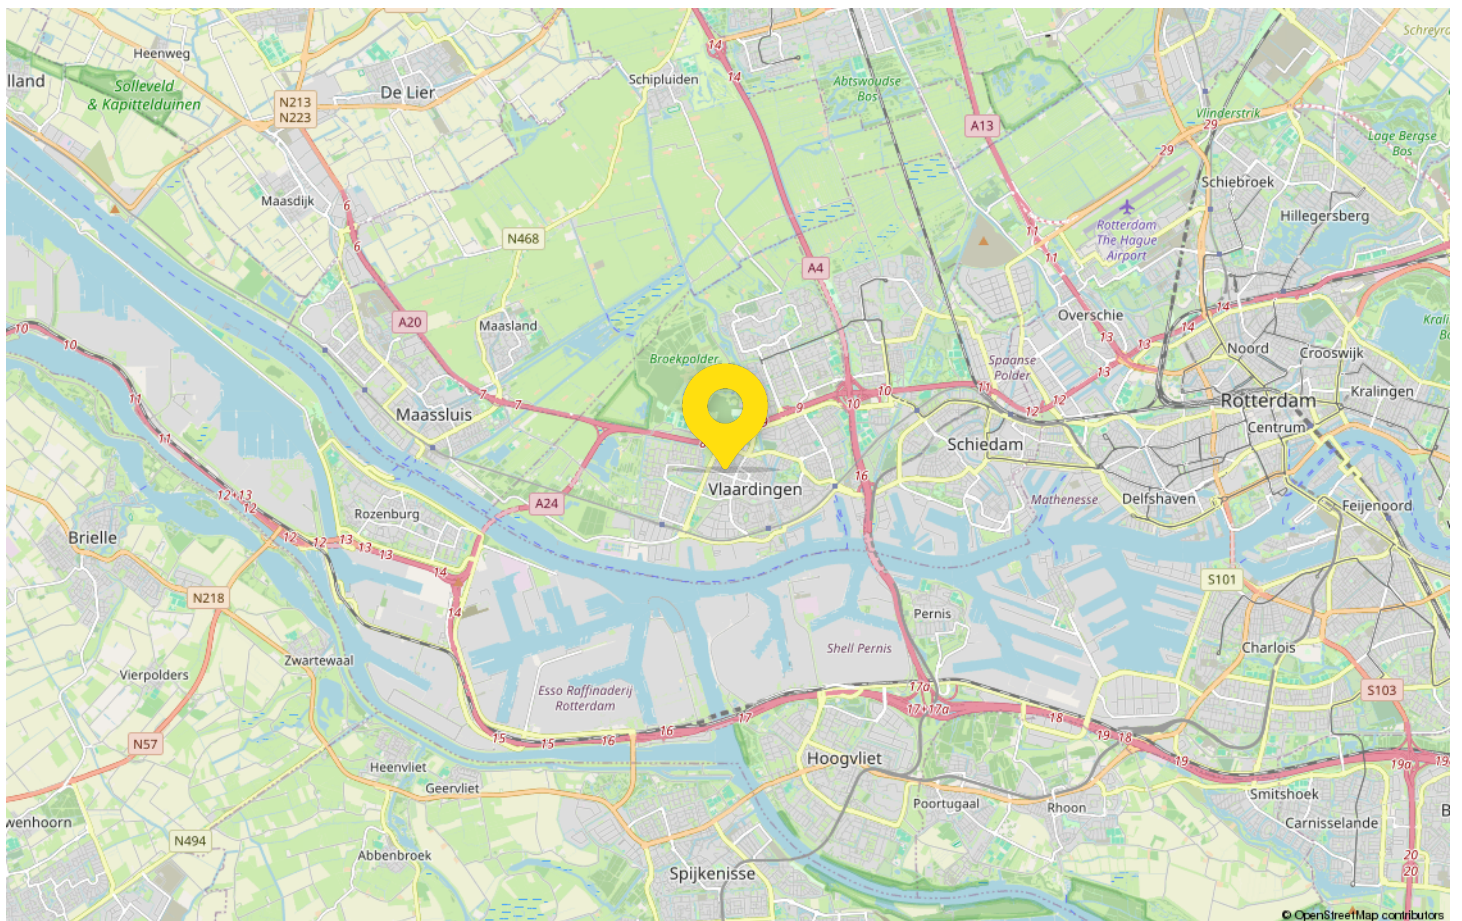 Heenweg
lland
Solleveld
& Kapittelduinen
N213
N223
De Lier
14
14
Schipluiden
Abtswoudse
Bos
A13
Vlinderstrik
29
29
Lage Bergse
Bos
Schiebroek
Hillegersberg
Maasdijk
6
6
N468
A4
11
11
Rotterdam
The Hague
Airport
10
10
A20
Maasland
Broekpolder
Overschie
14
14
13
13
Noord
Crooswijk
Spaanse
Polder
Kralingen
7
7
11
11
Maassluis
9
10
10
11
12
12
Rotterdam
Centrum
Schiedam
16
Vlaardingen
A24
12+13
12
Mathenesse
Delfshaven
Feijenoord
Rozenburg
Brielle
12
12
13
13
13
14
14
S101
N218
Pernis
Charlois
Zwartewaal
Vierpolders
Shell Pernis
Esso Raffinaderij
Rotterdam
17a
17+17a
S103
N57
15
15
16
16
17
18
19
18
19
19a
Heenvliet
Geervliet
Hoogvliet
Poortugaal
Rhoon
Smitshoek
Carnisselande
wenhoorn
N494
Abbenbroek
Spijkenisse
20
20
© OpenStreetMap contributors